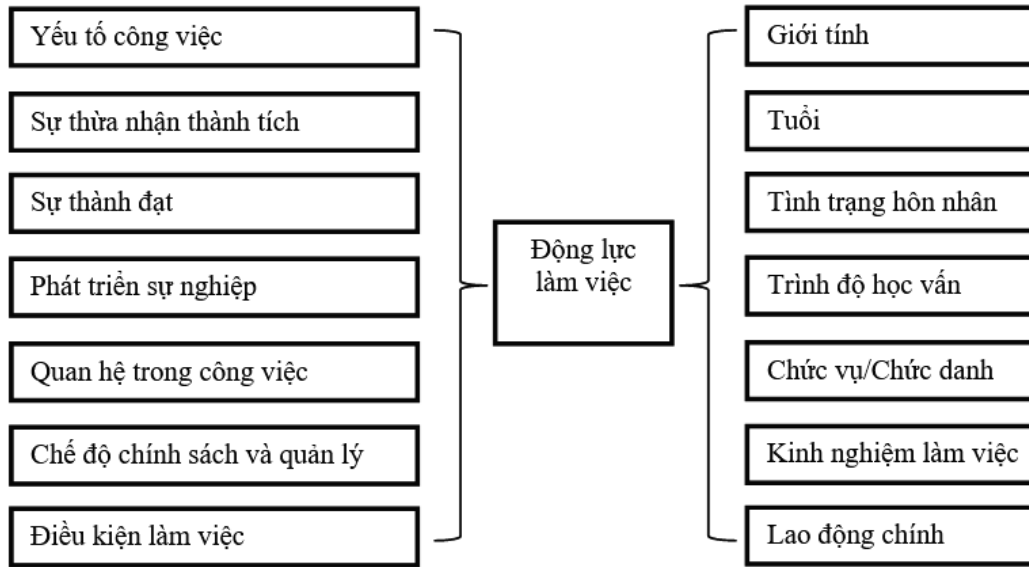 Yếu tố công việc
Sự thừa nhận thành tích
Sự thành đạt
Phát triển sự nghiệp
Quan hệ trong công việc
Chế độ chính sách và quản lý
Điều kiện làm việc
Động lực
làm việc
Giới tính
Tuổi
Tình trạng hôn nhân
Trình độ học vấn
Chức vụ/Chức danh
Kinh nghiệm làm việc
Lao động chính